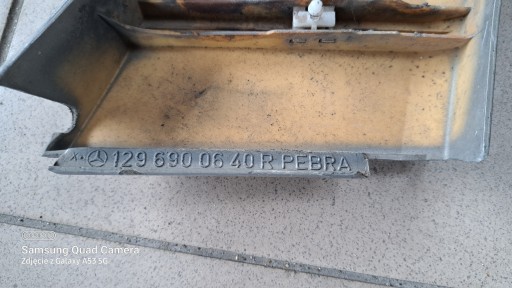 X• 129 690 06 40 R PEBRA
Samsung Quad Camera
Zdjęcie z Galaxy A53 5G